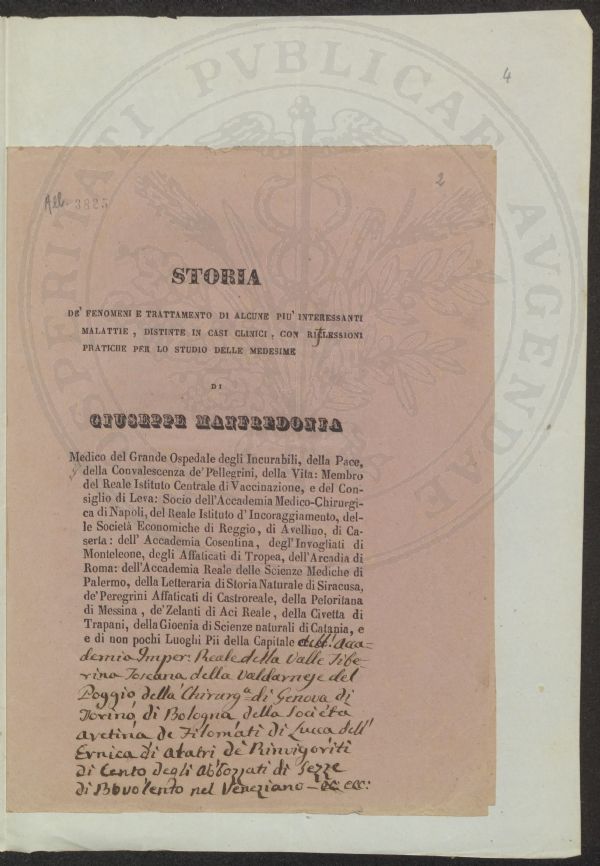 PROSPERITATI PVBLICAE AVGENDAE
4
2
All. 3825
STORIA
DE' FENOMENI E TRATTAMENTO DI ALCUNE PIU' INTERESSANTI
MALATTIE, DISTINTE IN CASI CLINICI, CON RIFLESSIONI
PRATICHE PER LO STUDIO DELLE MEDESIME
DI
GIUSEPPE MANFREDONIA
Medico del Grande Ospedale degli Incurabili, della Pace,
della Convalescenza de' Pellegrini, della Vita: Membro
del Reale Istituto Centrale di Vaccinazione, e del Con-
siglio di Leva: Socio dell'Accademia Medico-Chirurgi-
ca di Napoli, del Reale Istituto d'Incoraggiamento, del-
le Società Economiche di Reggio, di Avellino, di Ca-
serta: dell' Accademia Cosentina, degl'Invogliati di
Monteleone, degli Affaticati di Tropea, dell'Arcadia di
Roma: dell'Accademia Reale delle Scienze Mediche di
Palermo, della Letteraria di Storia Naturale di Siracusa,
de' Peregrini Affaticati di Castroreale, della Peloritana
di Messina, de' Zelanti di Aci Reale, della Civetta di
Trapani, della Gioenia di Scienze naturali di Catania, e
e di non pochi Luoghi Pii della Capitale dell' Acca-
demia Imper: Reale della Valle Tibe-
rina Toscana della Valdarnese del
Poggio della Chirurg.a di Genova di
Torino, di Bologna della Società
Aretina de Filomati di Lucca dell'
Ernica di Alatri de Rinvigoriti
di Cento degli Abbozzati di Sezze
di Bovolento nel Veneziano - ec: ecc: